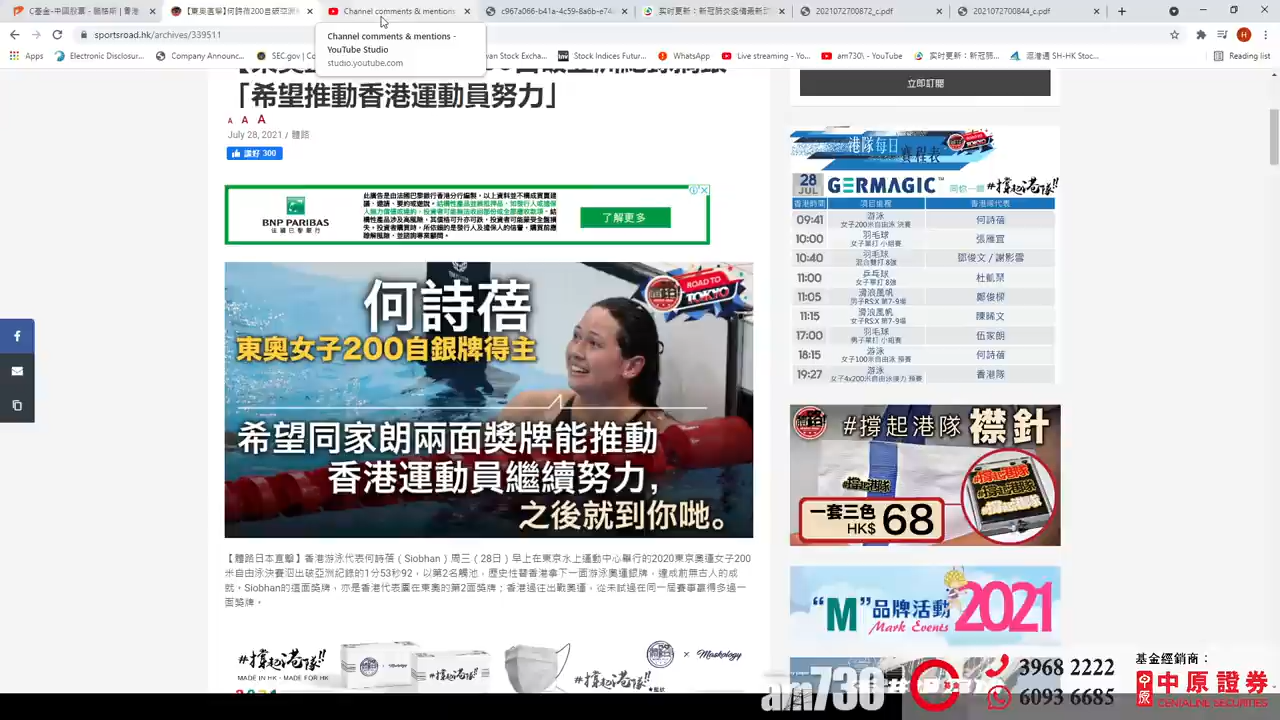 C基金-中原股票 - 騰格斯 | 香港
【東奧直擊】何詩蓓200自破亞洲
Channel comments & mentions
c967a066-b5d1-4c59-8a6b-e74
实时更新：新冠肺炎疫情最新
2021072700872_c.pdf
2021072700844_c.pdf
sportsroad.hk/archives/339511
H
Channel comments & mentions -
YouTube Studio
studio.youtube.com
Apps
Electronic Disclosur...
Company Announc...
SEC.gov | Co
wan Stock Exchan...
Stock Indices Futur...
WhatsApp
Live streaming - Yo...
am730\ - YouTube
实时更新：新冠肺...
滬港通 SH-HK Stoc...
Reading list
「希望推動香港運動員努力」
A A A
July 28, 2021 / 體路
讚好 300
立即訂閱
BNP PARIBAS
法國巴黎銀行
了解更多
港隊每日
賽程表
28
JUL
GERMAGIC™
同你一齊 #撐起港隊!!
香港時間 項目進程 香港隊代表
09:41 游泳 女子200米自由泳 決賽 何詩蓓
10:00 羽毛球 女子單打 小組賽 張雁宜
10:40 羽毛球 混合雙打 8強 鄧俊文 / 謝影雪
11:00 乒乓球 女子單打 8強 杜凱琹
11:05 滑浪風帆 男子RS:X 第7-9場 鄭俊樑
11:15 滑浪風帆 女子RS:X 第7-9場 陳晞文
17:00 羽毛球 男子單打 小組賽 伍家朗
18:15 游泳 女子100米自由泳 預賽 何詩蓓
19:27 游泳 女子4x200米自由泳接力 預賽 香港隊
何詩蓓
東奧女子200自銀牌得主
體路
ROAD TO
TOKYO
希望同家朗兩面獎牌能推動
香港運動員繼續努力，
之後就到你哋。
#撐起港隊 襟針
一套三色 HK$ 68
【體路日本直擊】香港游泳代表何詩蓓（Siobhan）周三（28日）早上在東京水上運動中心舉行的2020東京奧運女子200
米自由泳決賽游出破亞洲紀錄的1分53秒92，以第2名觸池，歷史性替香港拿下一面游泳奧運銀牌，達成前無古人的成
就，Siobhan的這面獎牌，亦是香港代表團在東奧的第2面獎牌；香港過往出戰奧運，從未試過在同一屆賽事贏得多過一
面獎牌。
“M”品牌活動 2021
Mark Events
#撐起港隊!!
MADE IN HK・MADE FOR HK
× Maskology
#撐起港隊!!
am730
3968 2222
6093 6685
基金經銷商：
中原證券
CENTALINE SECURITIES